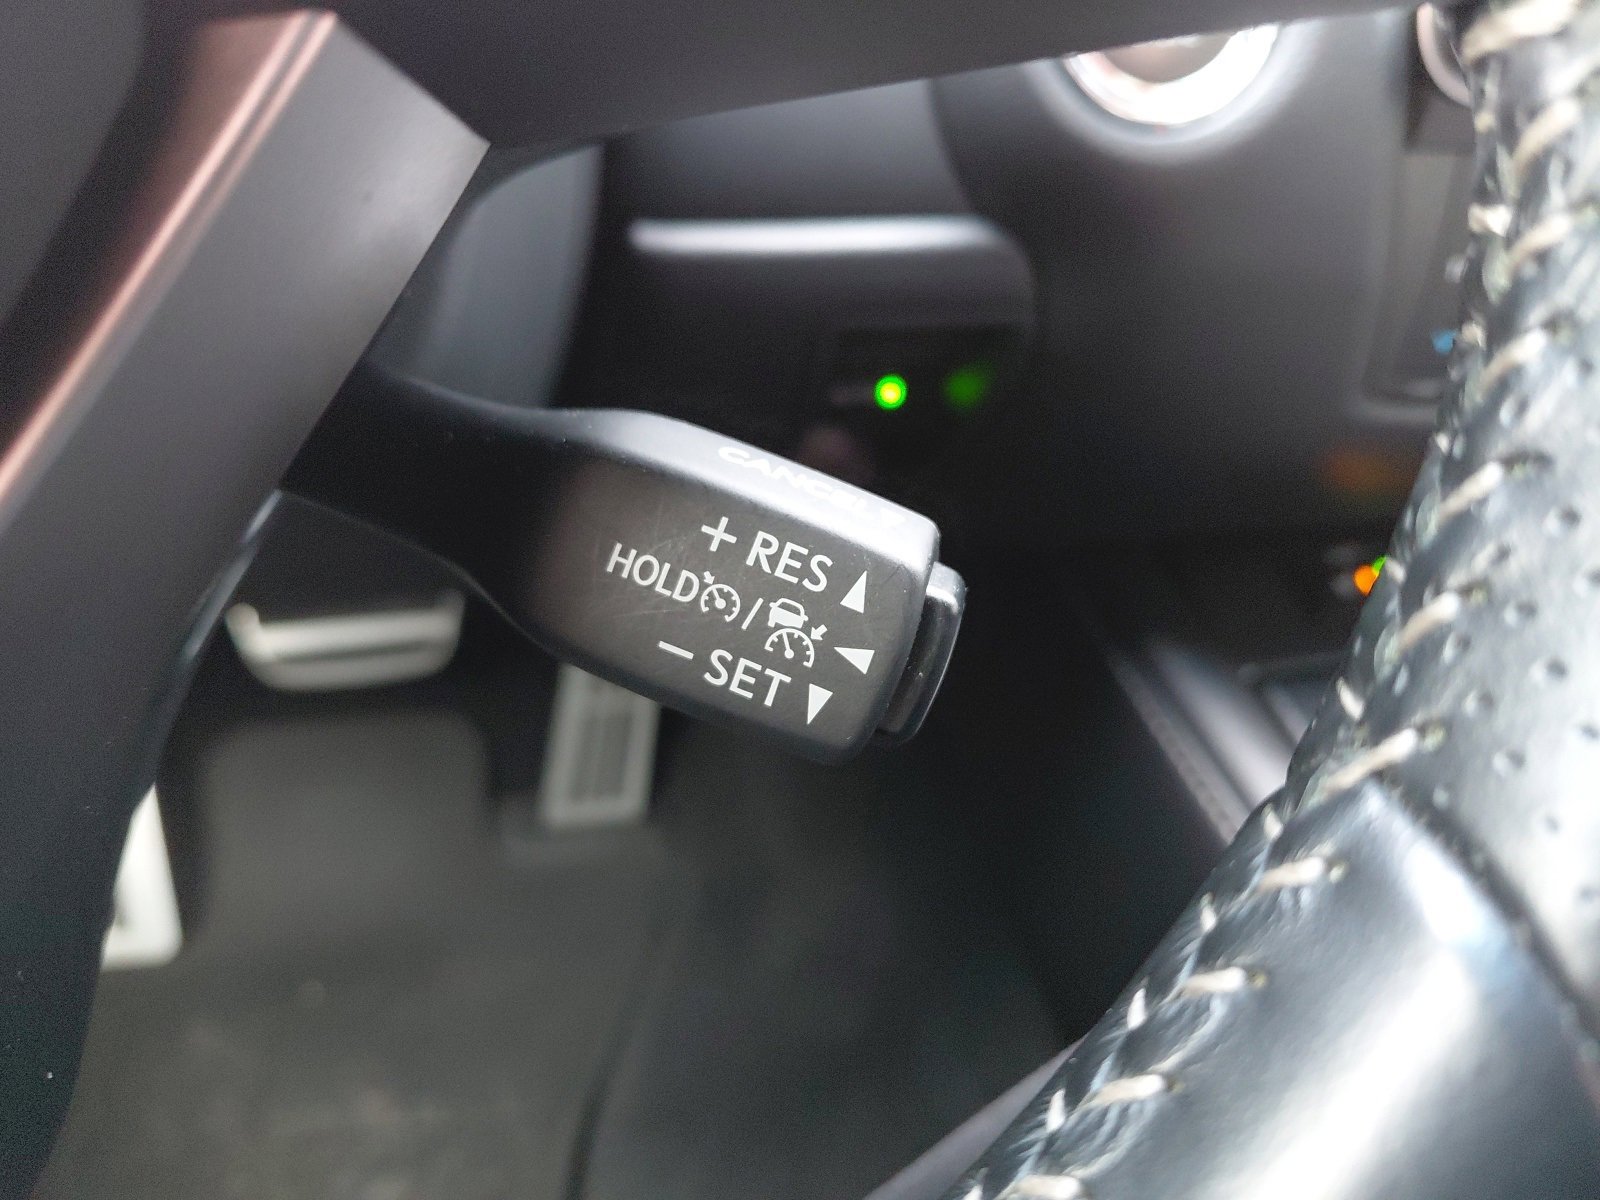 CANCEL
+ RES
HOLD /
− SET